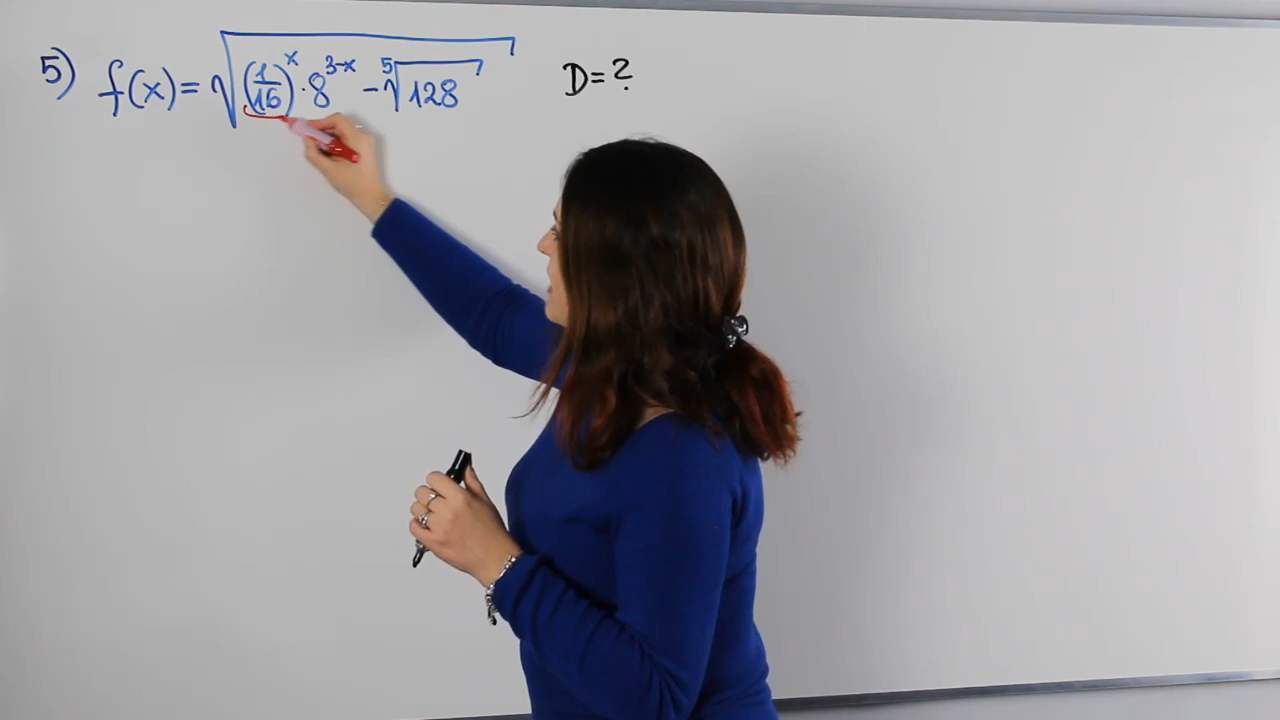 5) f(x)= √((1/16)^x · 8^(3-x) - ⁵√128) D=?